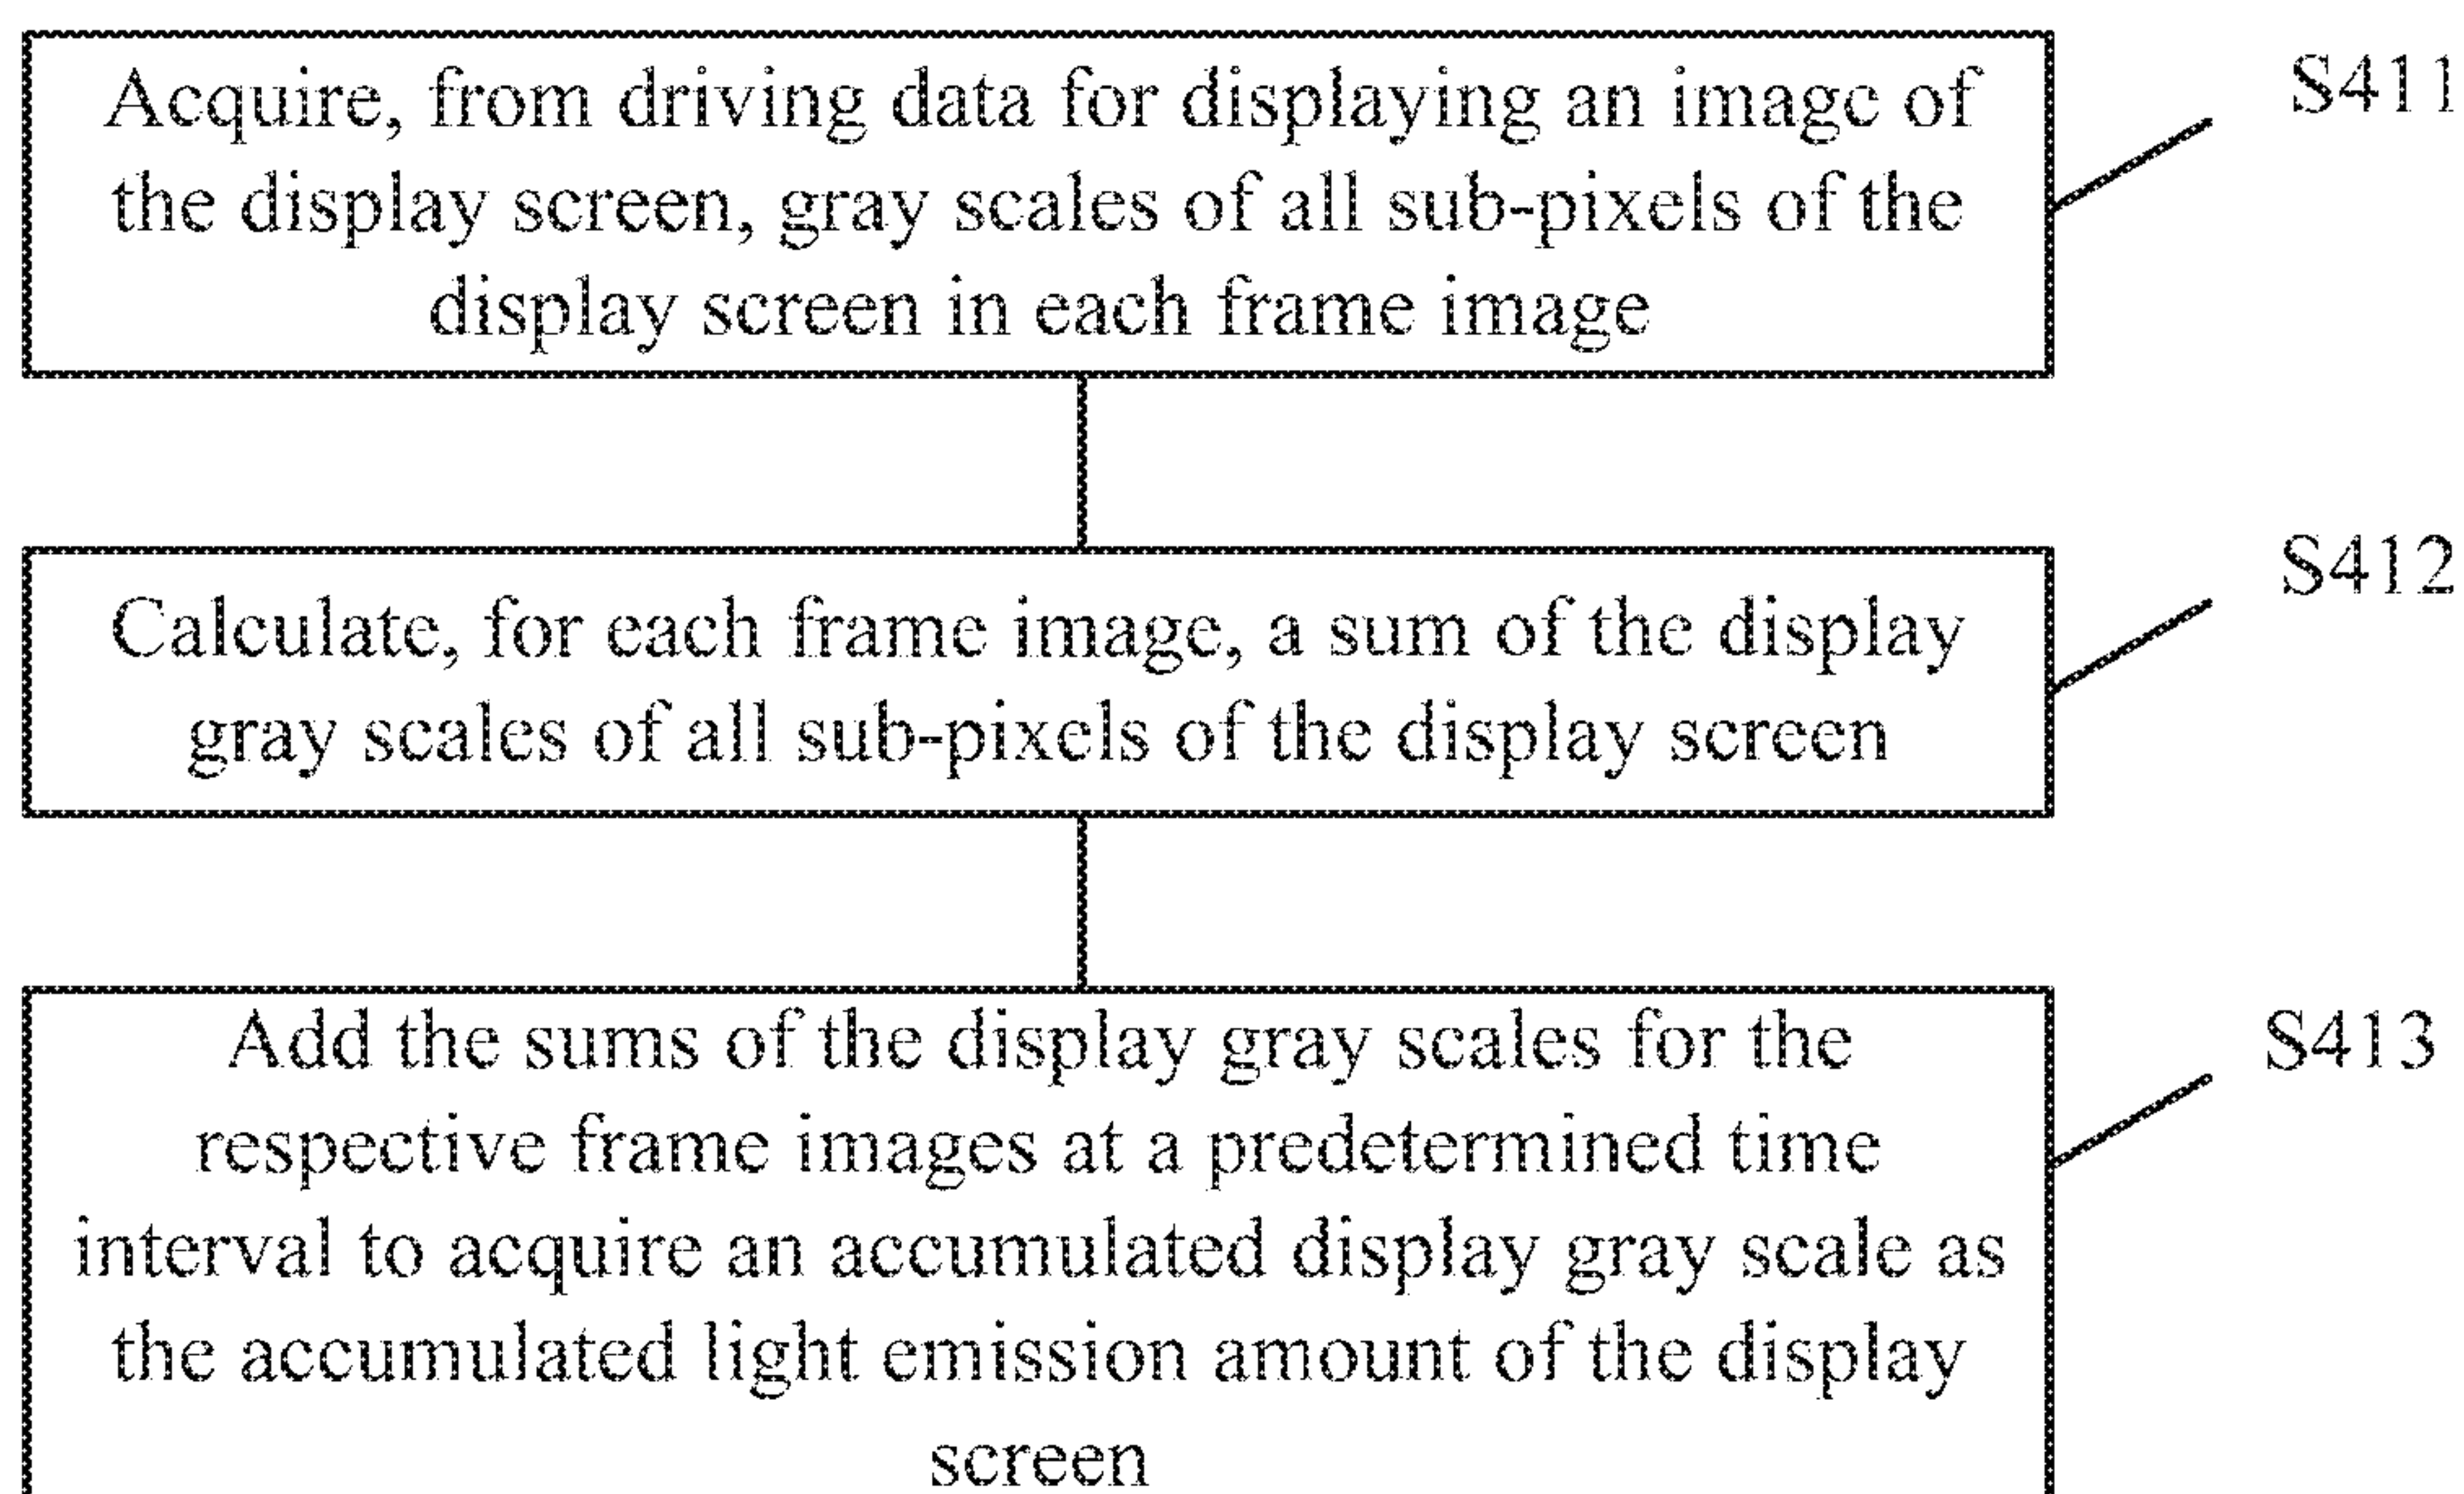 Acquire, from driving data for displaying an image of
the display screen, gray scales of all sub-pixels of the
display screen in each frame image
S411
Calculate, for each frame image, a sum of the display
gray scales of all sub-pixels of the display screen
S412
Add the sums of the display gray scales for the
respective frame images at a predetermined time
interval to acquire an accumulated display gray scale as
the accumulated light emission amount of the display
screen
S413